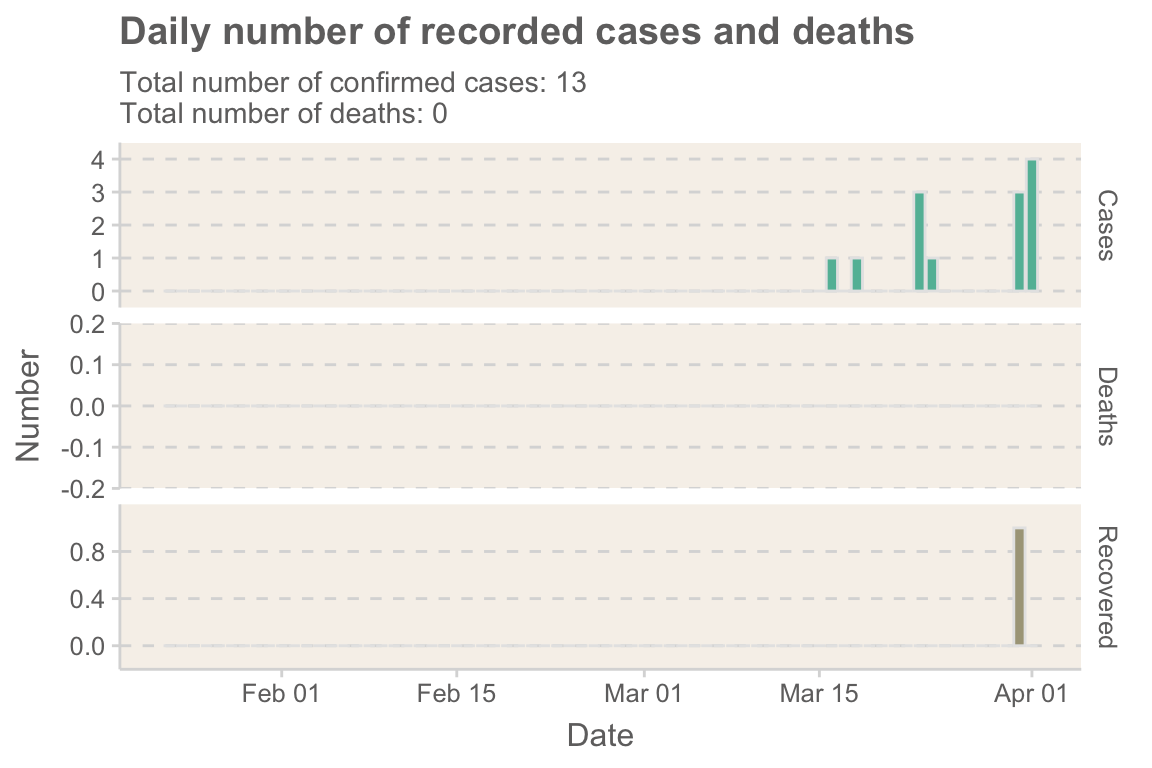 Daily number of recorded cases and deaths
Total number of confirmed cases: 13
Total number of deaths: 0
4
3
2
1
0
Cases
0.2
0.1
0.0
-0.1
-0.2
Deaths
Number
0.8
0.4
0.0
Recovered
Feb 01 Feb 15 Mar 01 Mar 15 Apr 01
Date